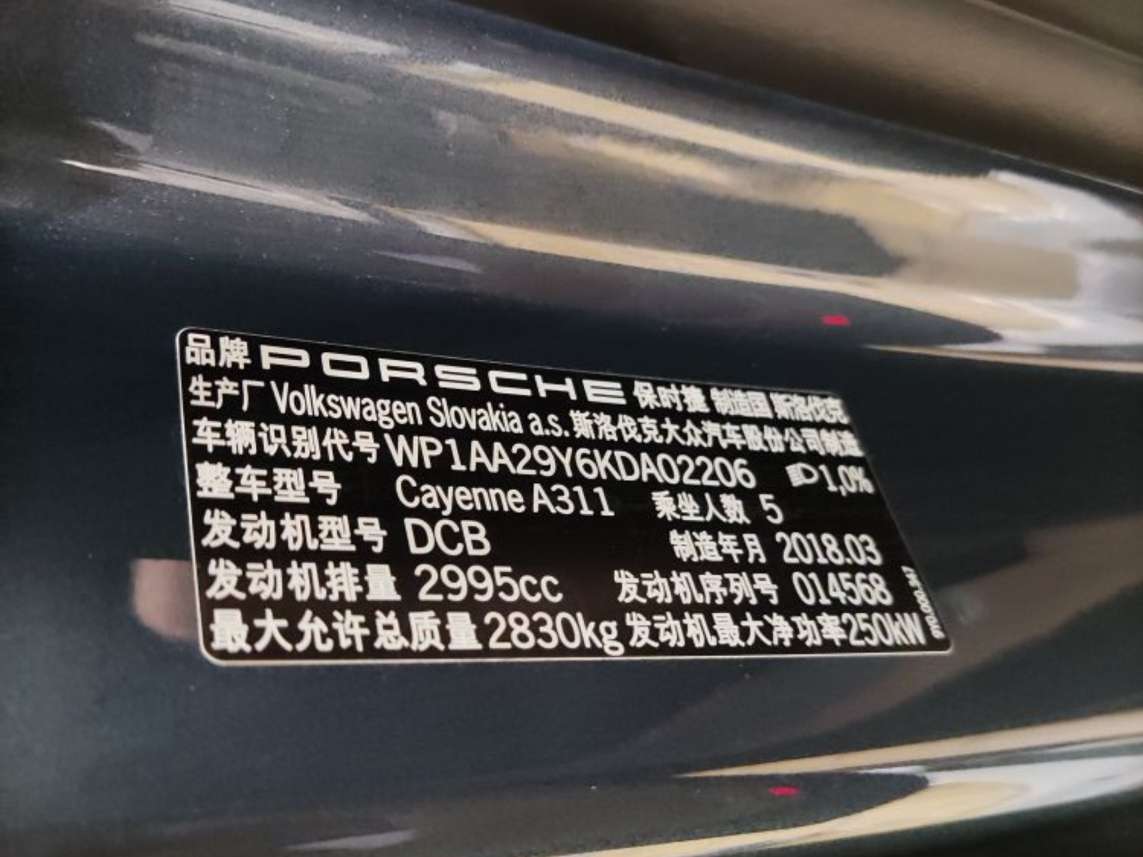 品牌 PORSCHE 保时捷 制造国 斯洛伐克
生产厂 Volkswagen Slovakia a.s. 斯洛伐克大众汽车股份公司制造
车辆识别代号 WP1AA29Y6KDA02206 1,0%
整车型号 Cayenne A311 乘坐人数 5
发动机型号 DCB 制造年月 2018.03
发动机排量 2995cc 发动机序列号 014568
最大允许总质量 2830kg 发动机最大净功率 250kW